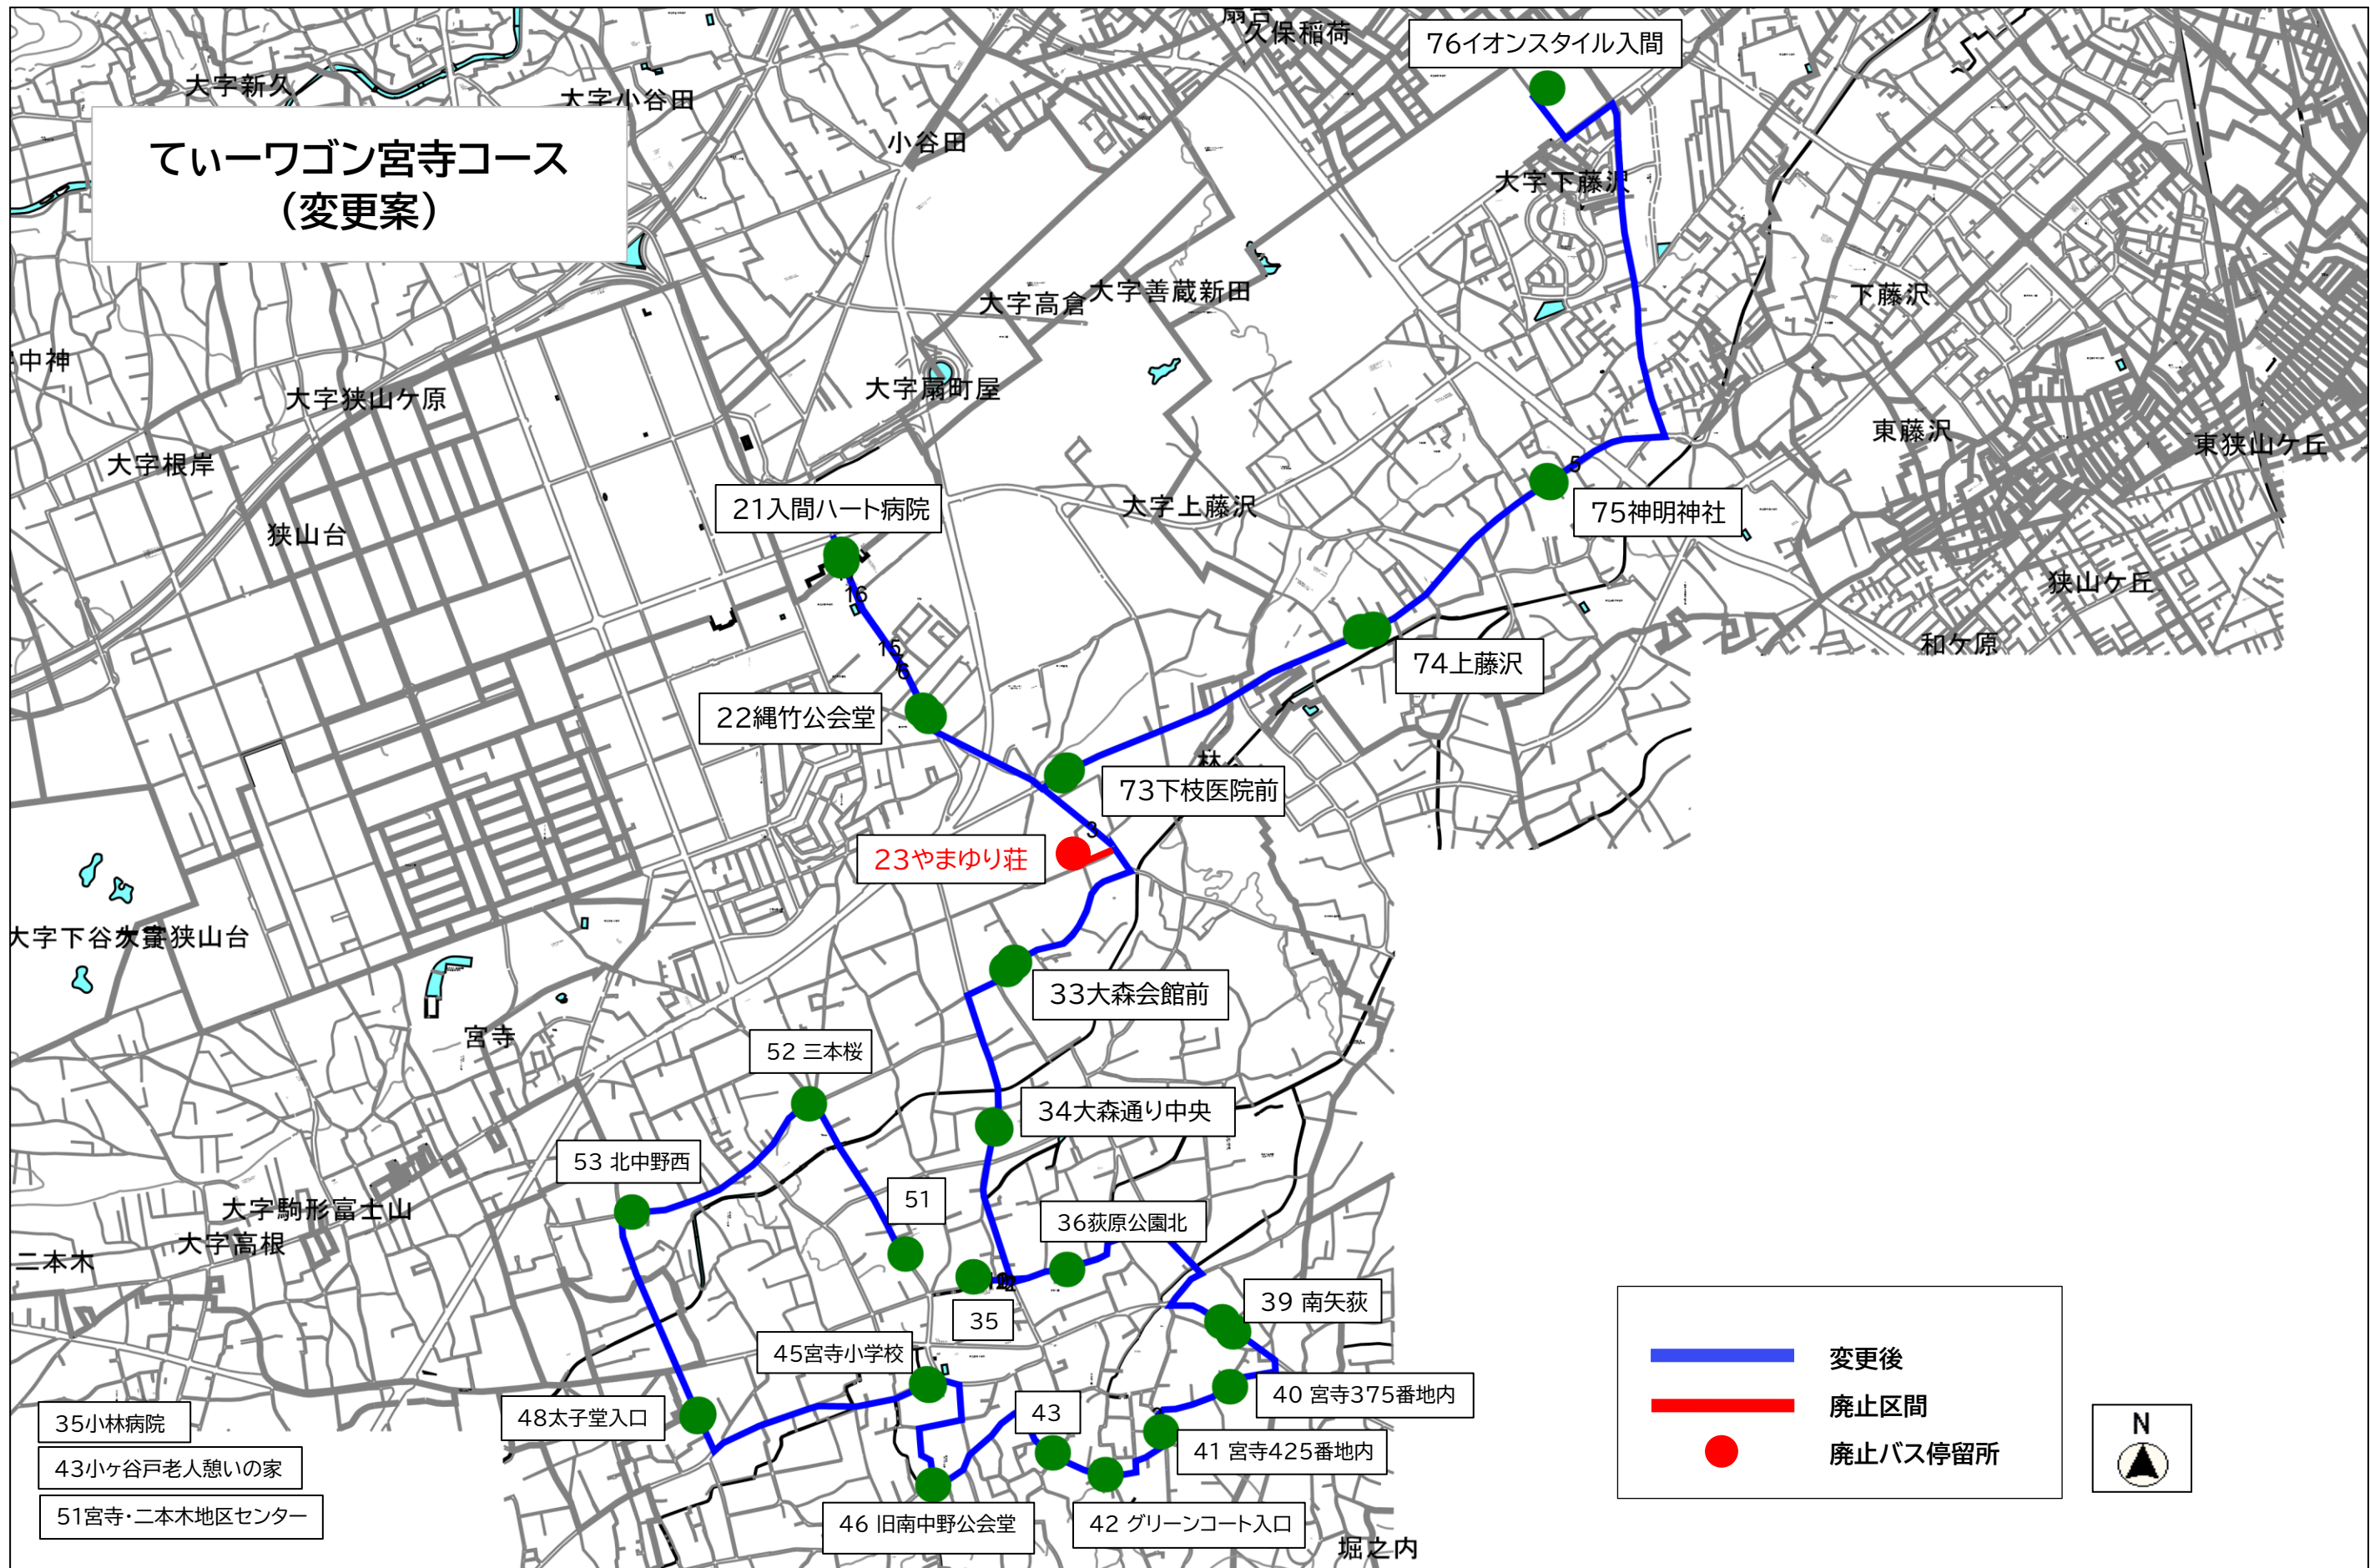 扇台
久保稲荷
76イオンスタイル入間
大字新久
大字小谷田
小谷田
てぃーワゴン宮寺コース
（変更案）
大字下藤沢
大字高倉
大字善蔵新田
下藤沢
中神
大字狭山ケ原
大字扇町屋
東藤沢
東狭山ケ丘
大字根岸
5
21入間ハート病院
大字上藤沢
75神明神社
狭山台
狭山ケ丘
16
和ケ原
15
6
74上藤沢
22縄竹公会堂
林
73下枝医院前
3
23やまゆり荘
大字下谷ケ貫
大字狭山台
33大森会館前
宮寺
52 三本桜
34大森通り中央
53 北中野西
51
大字駒形富士山
36荻原公園北
大字高根
二本木
39 南矢荻
35
45宮寺小学校
変更後
40 宮寺375番地内
廃止区間
43
48太子堂入口
35小林病院
N
41 宮寺425番地内
廃止バス停留所
43小ヶ谷戸老人憩いの家
51宮寺・二本木地区センター
46 旧南中野公会堂
42 グリーンコート入口
堀之内